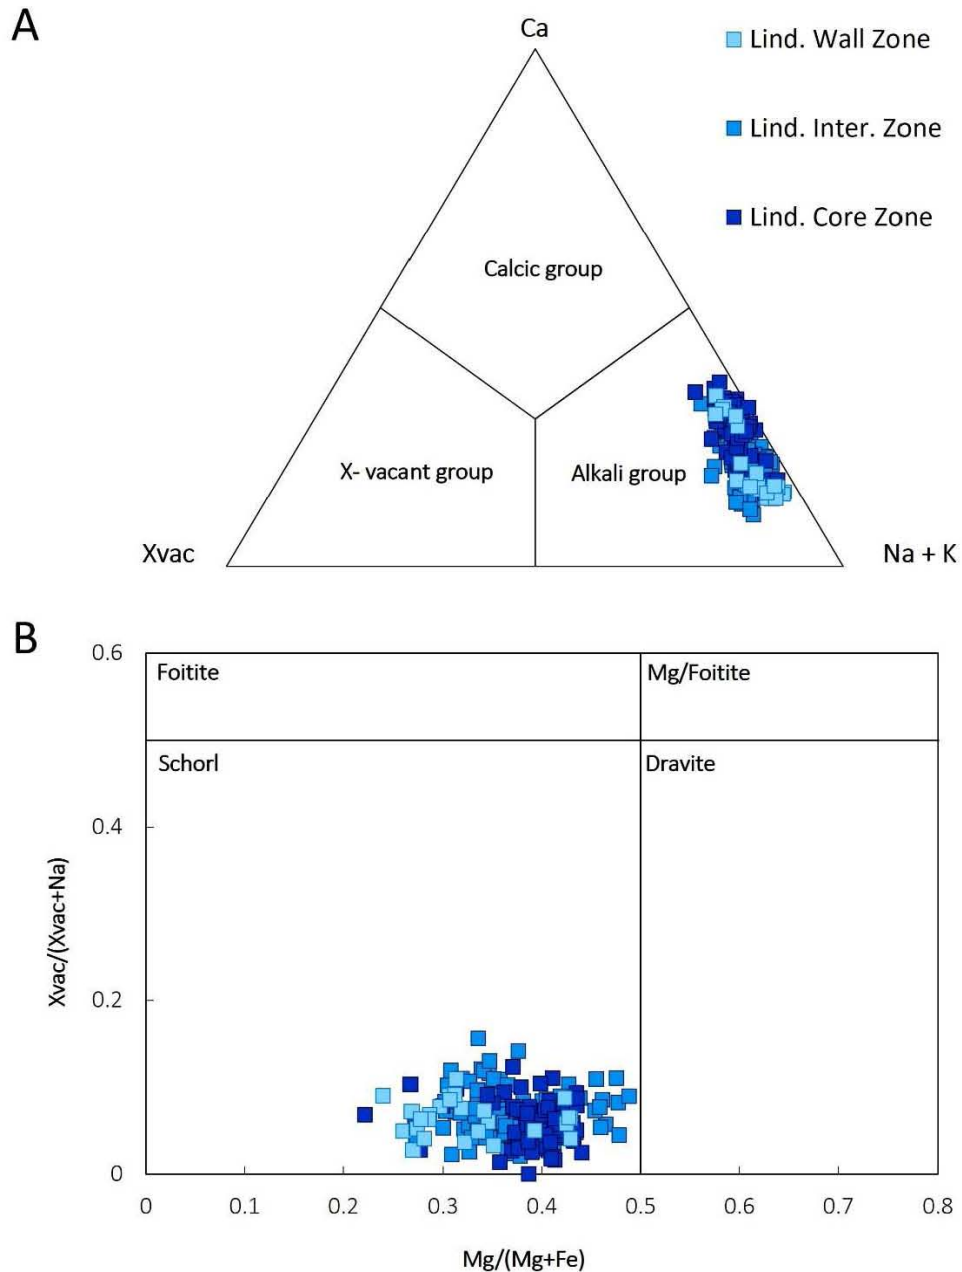 A
Ca
Lind. Wall Zone
Lind. Inter. Zone
Lind. Core Zone
Calcic group
X- vacant group
Alkali group
Xvac
Na + K
B
0.6
Foitite
Mg/Foitite
Schorl
Dravite
0.4
Xvac/(Xvac+Na)
0.2
0
0
0.1
0.2
0.3
0.4
0.5
0.6
0.7
0.8
Mg/(Mg+Fe)